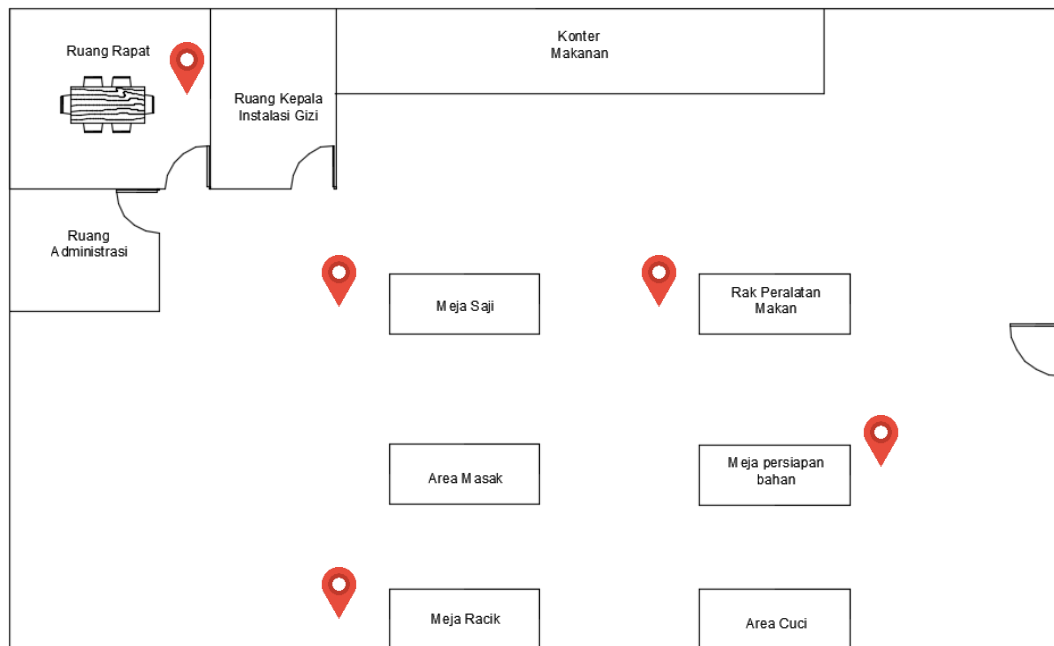 Ruang Rapat
Konter
Makanan
Ruang Kepala
Instalasi Gizi
Ruang
Administrasi
Meja Saji
Rak Peralatan
Makan
Area Masak
Meja persiapan
bahan
Meja Racik
Area Cuci